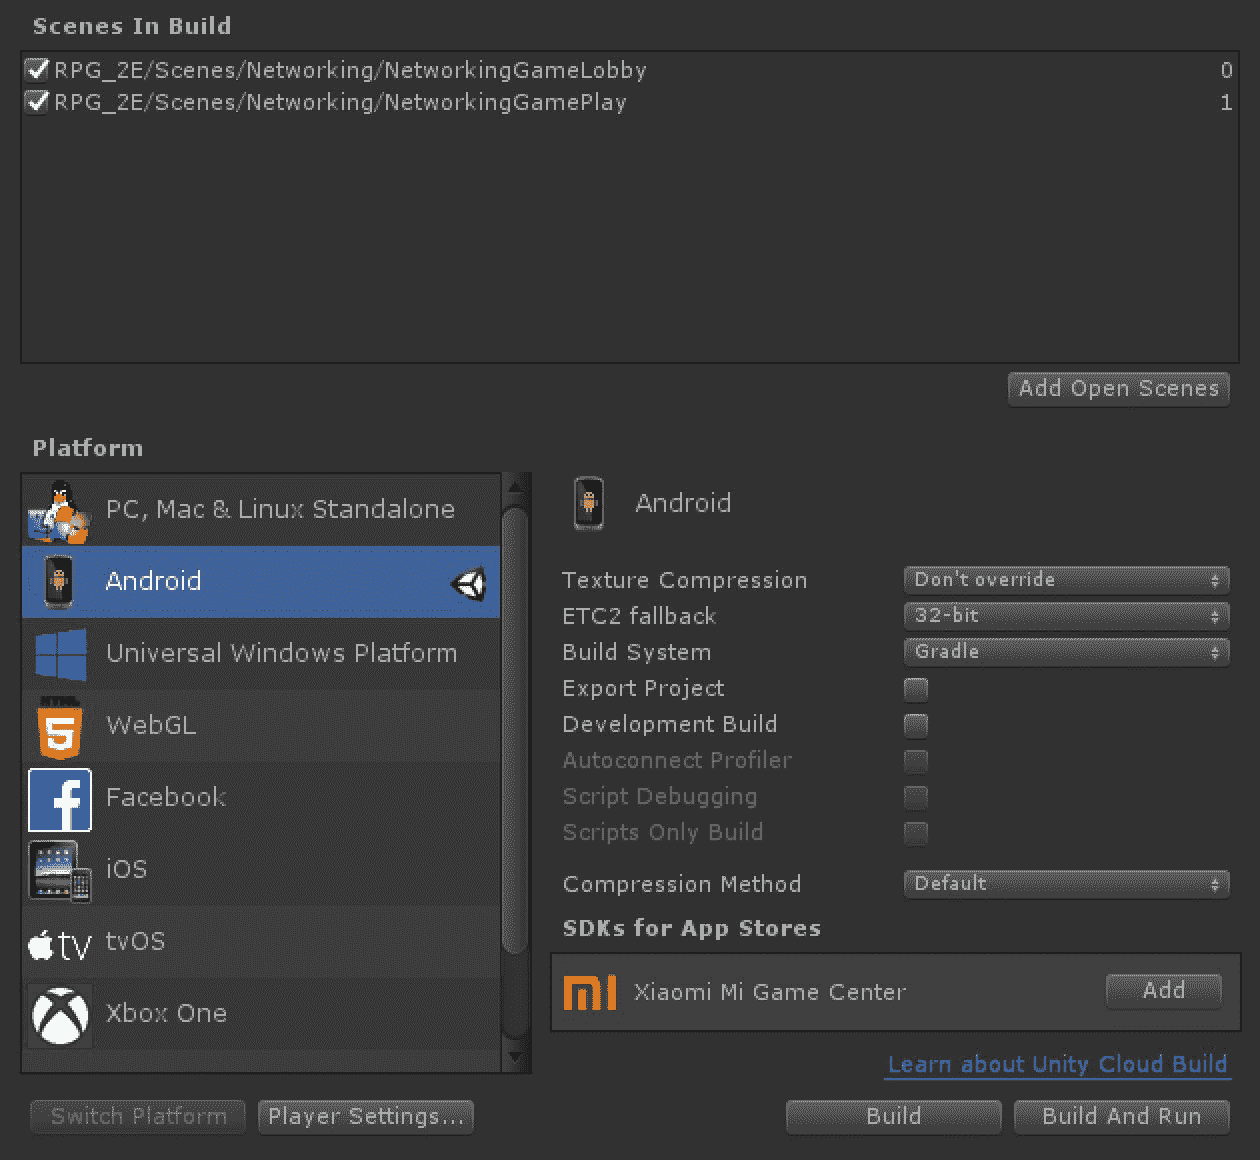 Scenes In Build
RPG_2E/Scenes/Networking/NetworkingGameLobby 0
RPG_2E/Scenes/Networking/NetworkingGamePlay 1
Add Open Scenes
Platform
PC, Mac & Linux Standalone
Android
Universal Windows Platform
WebGL
Facebook
iOS
tv tvOS
Xbox One
Switch Platform
Player Settings...
Android
Texture Compression Don't override
ETC2 fallback 32-bit
Build System Gradle
Export Project
Development Build
Autoconnect Profiler
Script Debugging
Scripts Only Build
Compression Method Default
SDKs for App Stores
mi Xiaomi Mi Game Center Add
Learn about Unity Cloud Build
Build
Build And Run